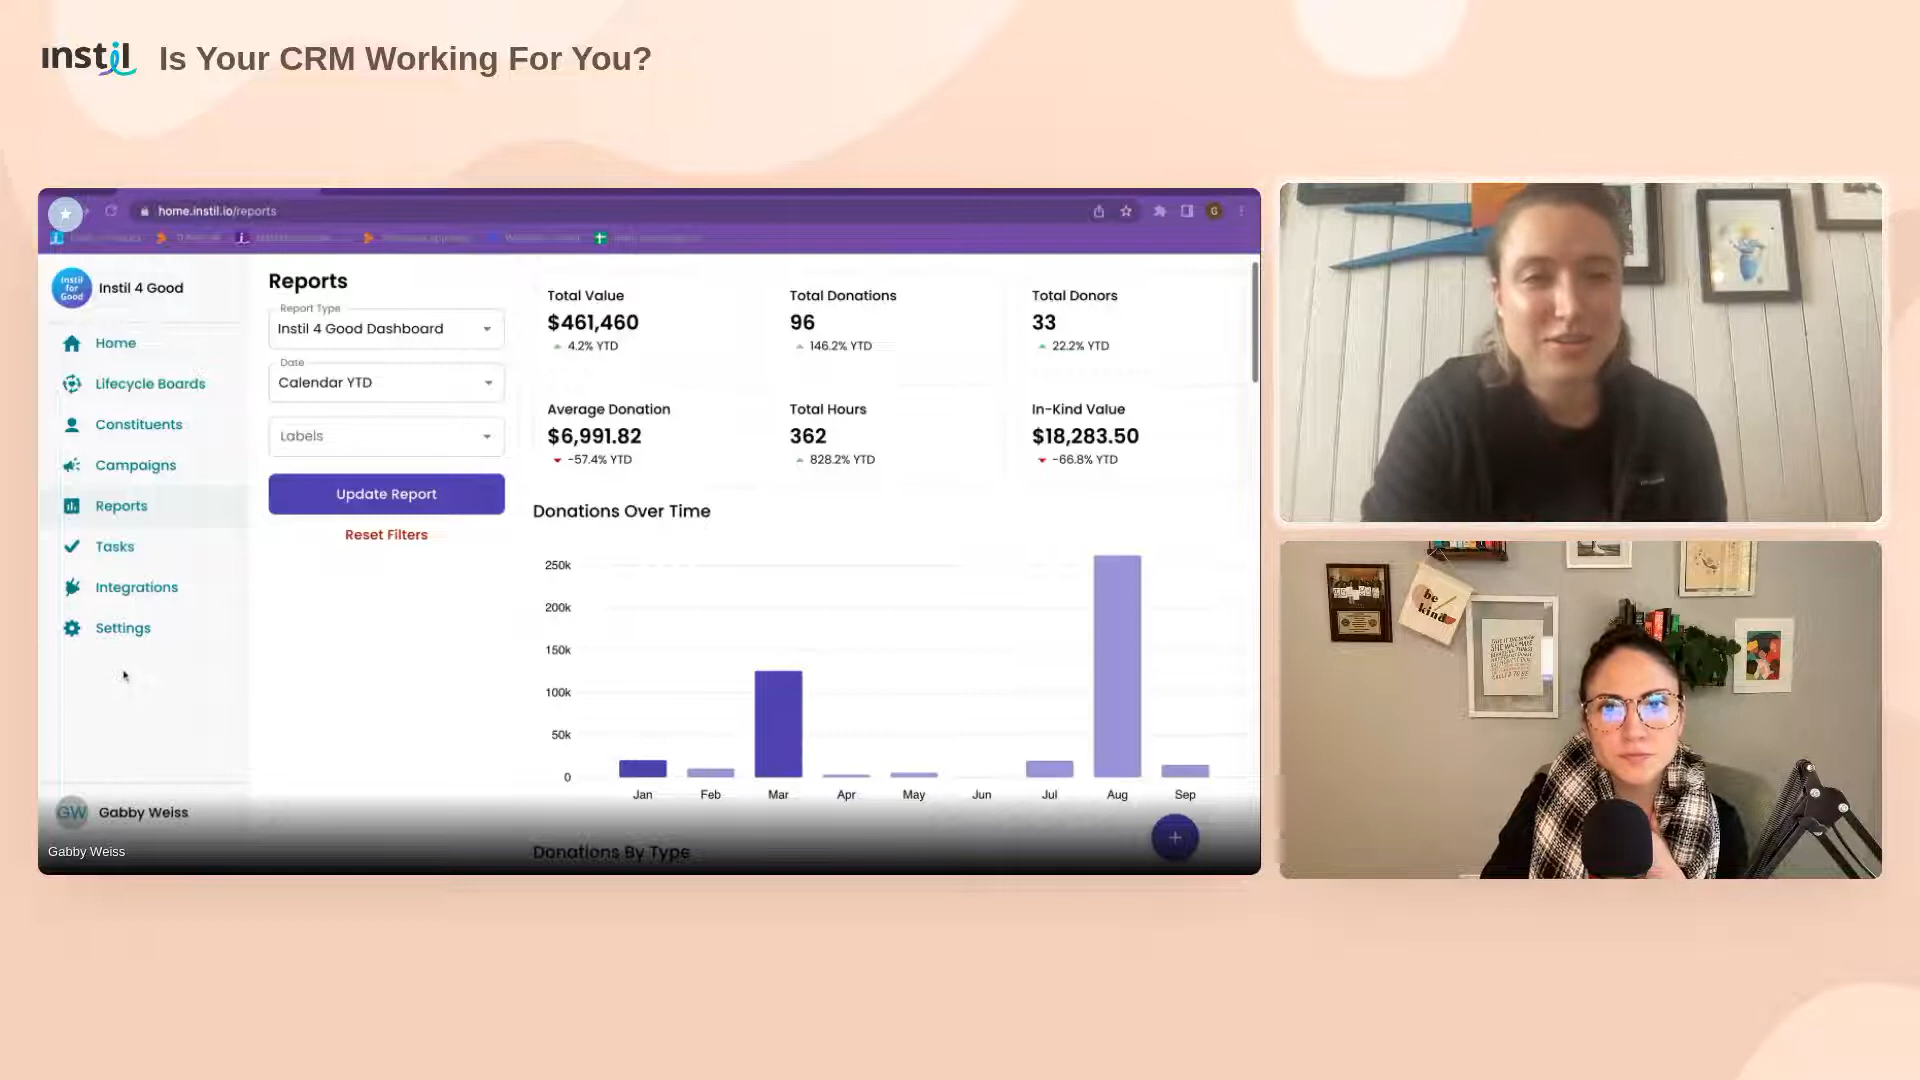 instil Is Your CRM Working For You?
home.instil.io/reports
G
Instil for Good
Instil 4 Good
Home
Lifecycle Boards
Constituents
Campaigns
Reports
Tasks
Integrations
Settings
GW Gabby Weiss
Gabby Weiss
Reports
Report Type
Instil 4 Good Dashboard
Date
Calendar YTD
Labels
Update Report
Reset Filters
Total Value
$461,460
4.2% YTD
Total Donations
96
146.2% YTD
Total Donors
33
22.2% YTD
Average Donation
$6,991.82
-57.4% YTD
Total Hours
362
828.2% YTD
In-Kind Value
$18,283.50
-66.8% YTD
Donations Over Time
250k
200k
150k
100k
50k
0
Jan Feb Mar Apr May Jun Jul Aug Sep
Donations By Type
be
kind